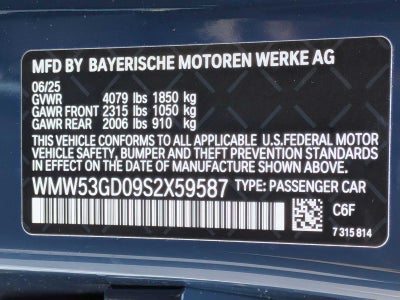 MFD BY BAYERISCHE MOTOREN WERKE AG
06/25
GVWR 4079 lbs 1850 kg
GAWR FRONT 2315 lbs 1050 kg
GAWR REAR 2006 lbs 910 kg
THIS VEHICLE CONFORMS TO ALL APPLICABLE U.S.FEDERAL MOTOR
VEHICLE SAFETY, BUMPER AND THEFT PREVENTION STANDARDS
IN EFFECT ON THE DATE OF MANUFACTURE SHOWN ABOVE.
WMW53GD09S2X59587 TYPE: PASSENGER CAR
C6F
7 315 814